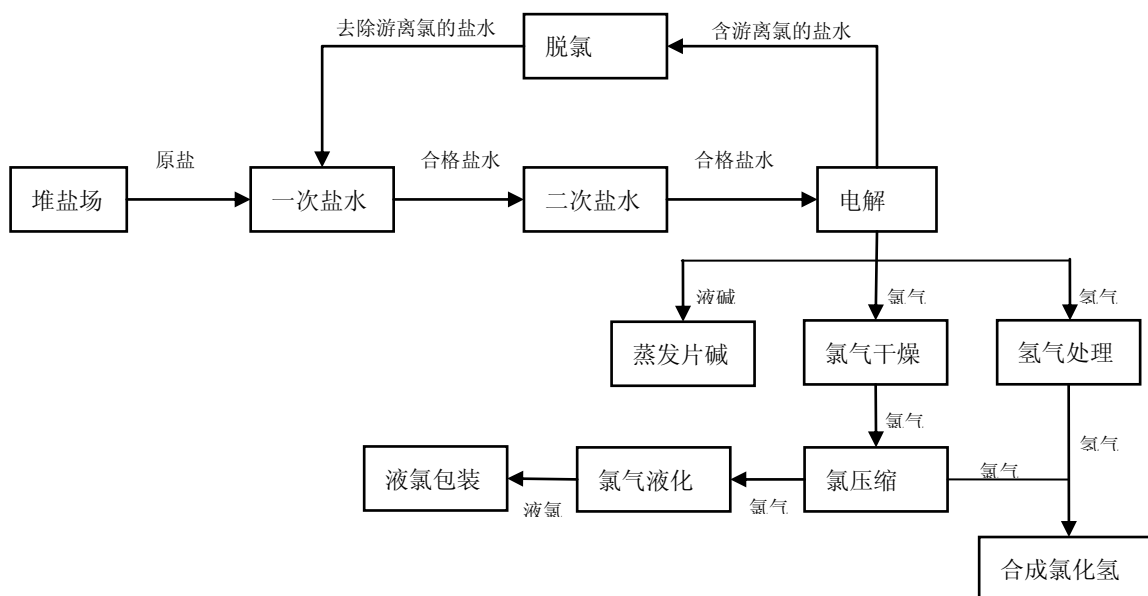 去除游离氯的盐水
脱氯
含游离氯的盐水
原盐
合格盐水
合格盐水
堆盐场
一次盐水
二次盐水
电解
液碱
氯气
氢气
蒸发片碱
氯气干燥
氢气处理
氯气
氢气
氯气
液氯包装
氯气液化
氯压缩
液氯
氯气
合成氯化氢